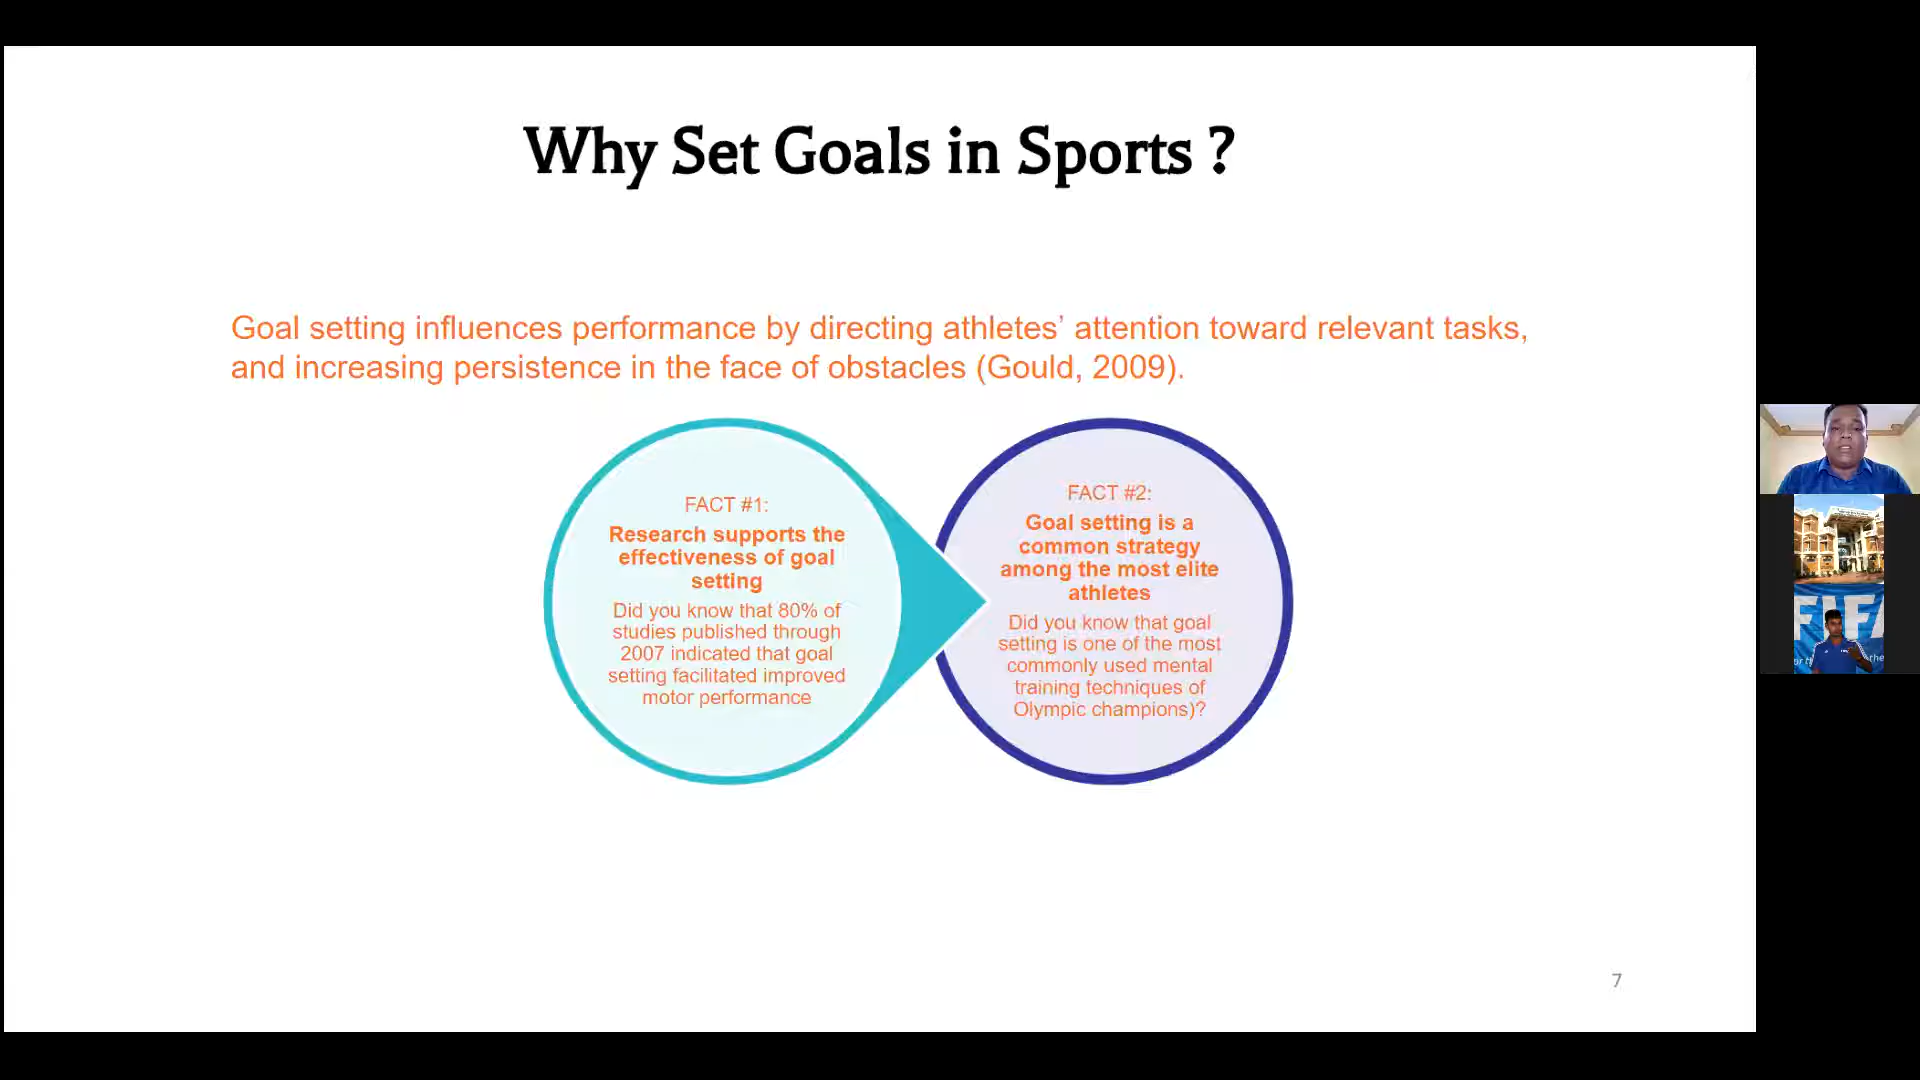 Why Set Goals in Sports ?
Goal setting influences performance by directing athletes’ attention toward relevant tasks,
and increasing persistence in the face of obstacles (Gould, 2009).
FACT #1:
Research supports the
effectiveness of goal
setting
Did you know that 80% of
studies published through
2007 indicated that goal
setting facilitated improved
motor performance
FACT #2:
Goal setting is a
common strategy
among the most elite
athletes
Did you know that goal
setting is one of the most
commonly used mental
training techniques of
Olympic champions)?
7
FIFA
the